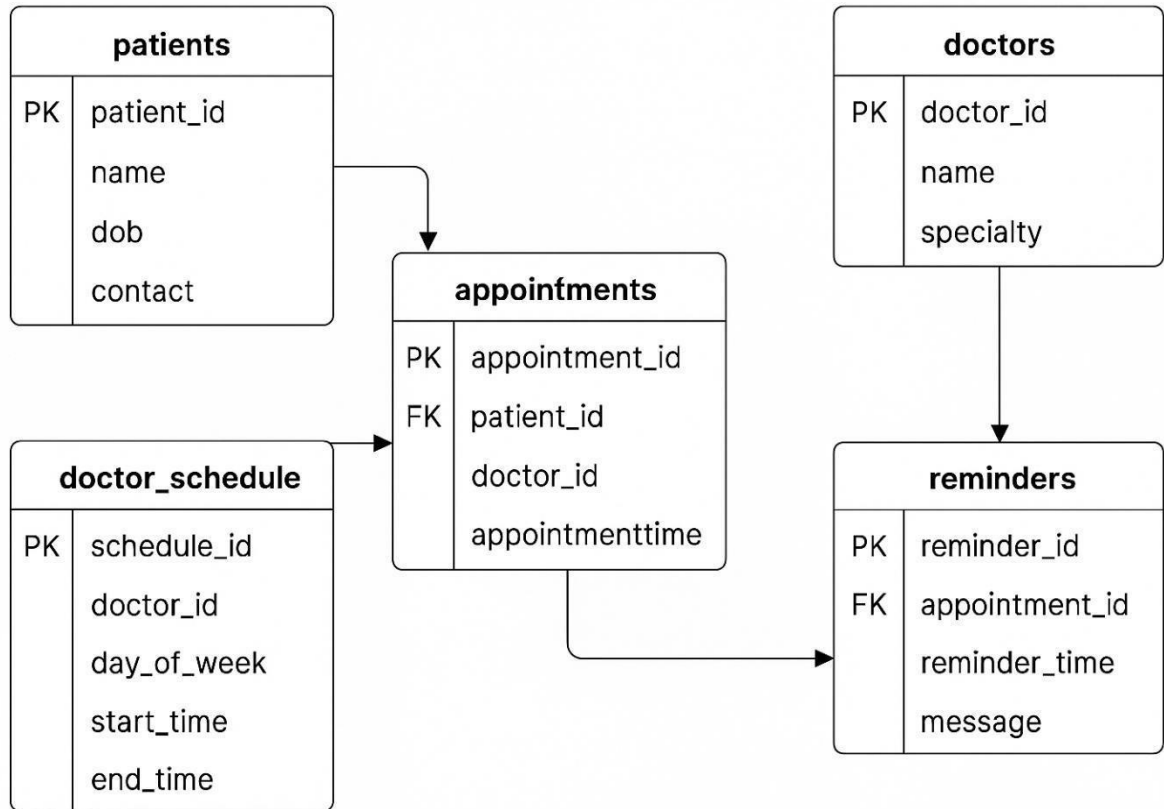 patients
PK patient_id
name
dob
contact
doctors
PK doctor_id
name
specialty
appointments
PK appointment_id
FK patient_id
doctor_id
appointmenttime
doctor_schedule
PK schedule_id
doctor_id
day_of_week
start_time
end_time
reminders
PK reminder_id
FK appointment_id
reminder_time
message